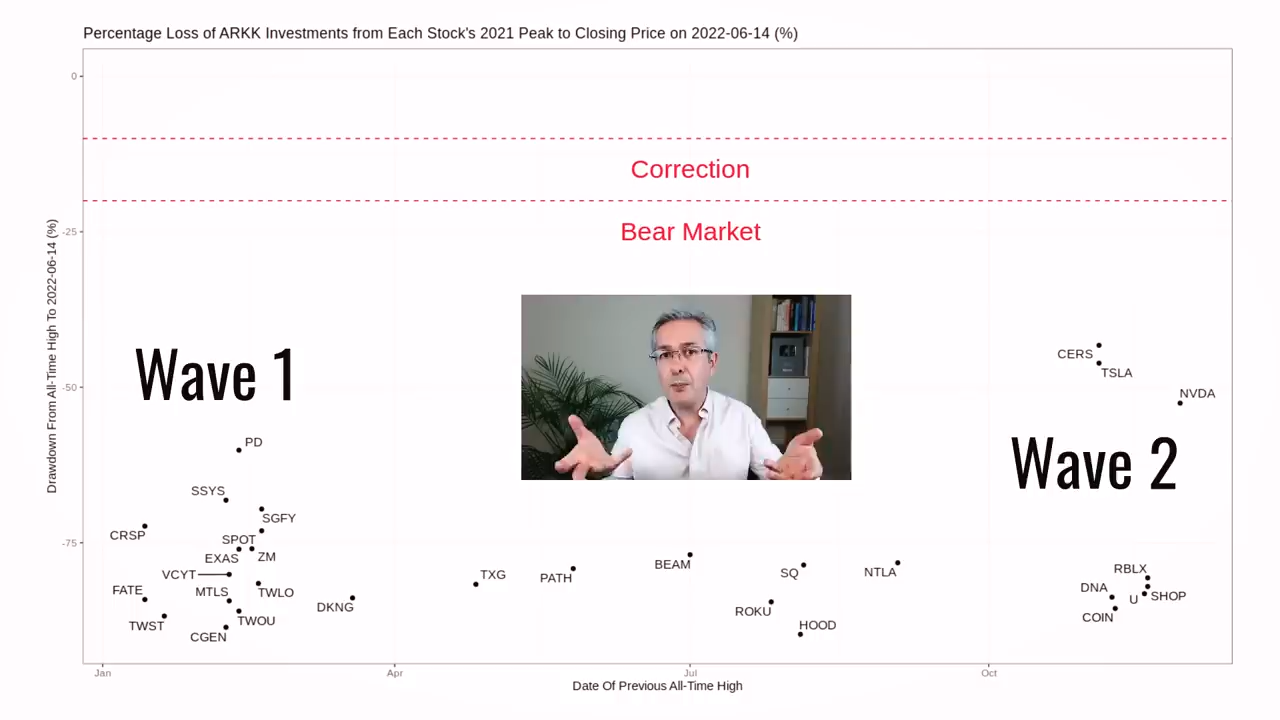 Percentage Loss of ARKK Investments from Each Stock's 2021 Peak to Closing Price on 2022-06-14 (%)
Drawdown From All-Time High To 2022-06-14 (%)
0
-25
-50
-75
Correction
Bear Market
Wave 1
Wave 2
CERS
TSLA
NVDA
PD
SSYS
SGFY
CRSP
SPOT
EXAS
ZM
VCYT
FATE
MTLS
TWLO
TWST
TWOU
CGEN
DKNG
TXG
PATH
BEAM
SQ
NTLA
ROKU
HOOD
RBLX
DNA
U
SHOP
COIN
Jan
Apr
Jul
Oct
Date Of Previous All-Time High